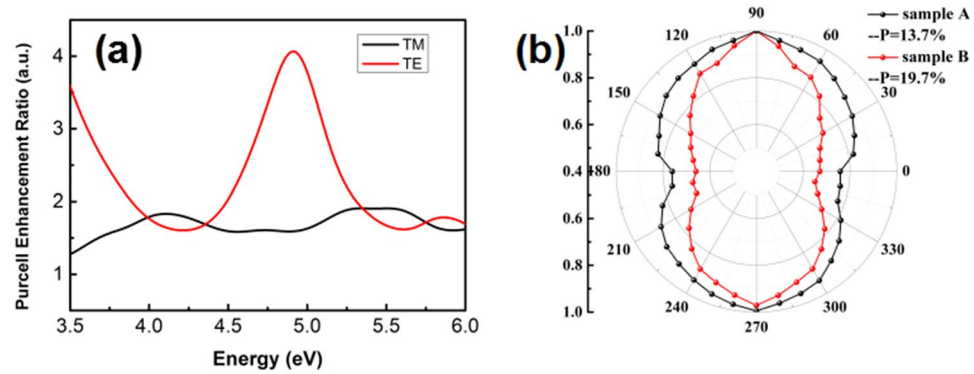 (a)
TM
TE
Purcell Enhancement Ratio (a.u.)
4
3
2
1
3.5 4.0 4.5 5.0 5.5 6.0
Energy (eV)
(b)
sample A
--P=13.7%
sample B
--P=19.7%
1.0
0.8
0.6
0.4
0.6
0.8
1.0
90
60
30
0
330
300
270
240
210
180
150
120